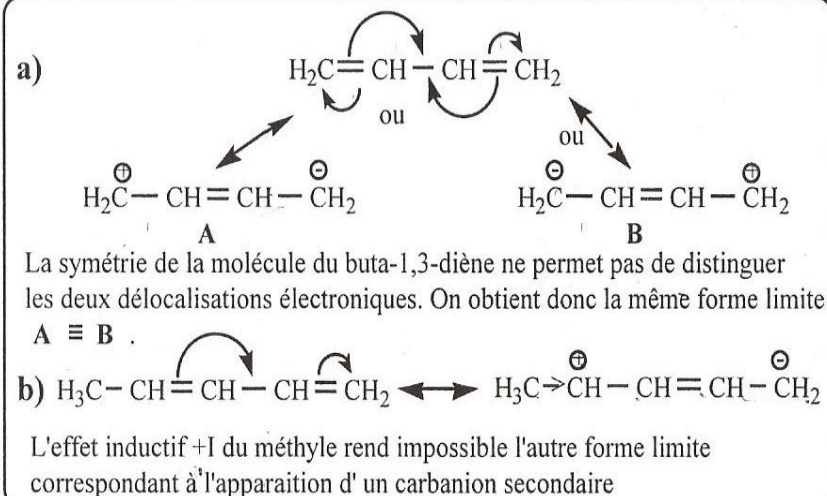 a) H₂C=CH-CH=CH₂
ou
ou
⊕ ⊖ ⊖ ⊕
H₂C-CH=CH-CH₂ H₂C-CH=CH-CH₂
A B
La symétrie de la molécule du buta-1,3-diène ne permet pas de distinguer
les deux délocalisations électroniques. On obtient donc la même forme limite
A ≡ B .
⊕ ⊖
b) H₃C-CH=CH-CH=CH₂ ↔ H₃C→CH-CH=CH-CH₂
L'effet inductif +I du méthyle rend impossible l'autre forme limite
correspondant à l'apparition d' un carbanion secondaire